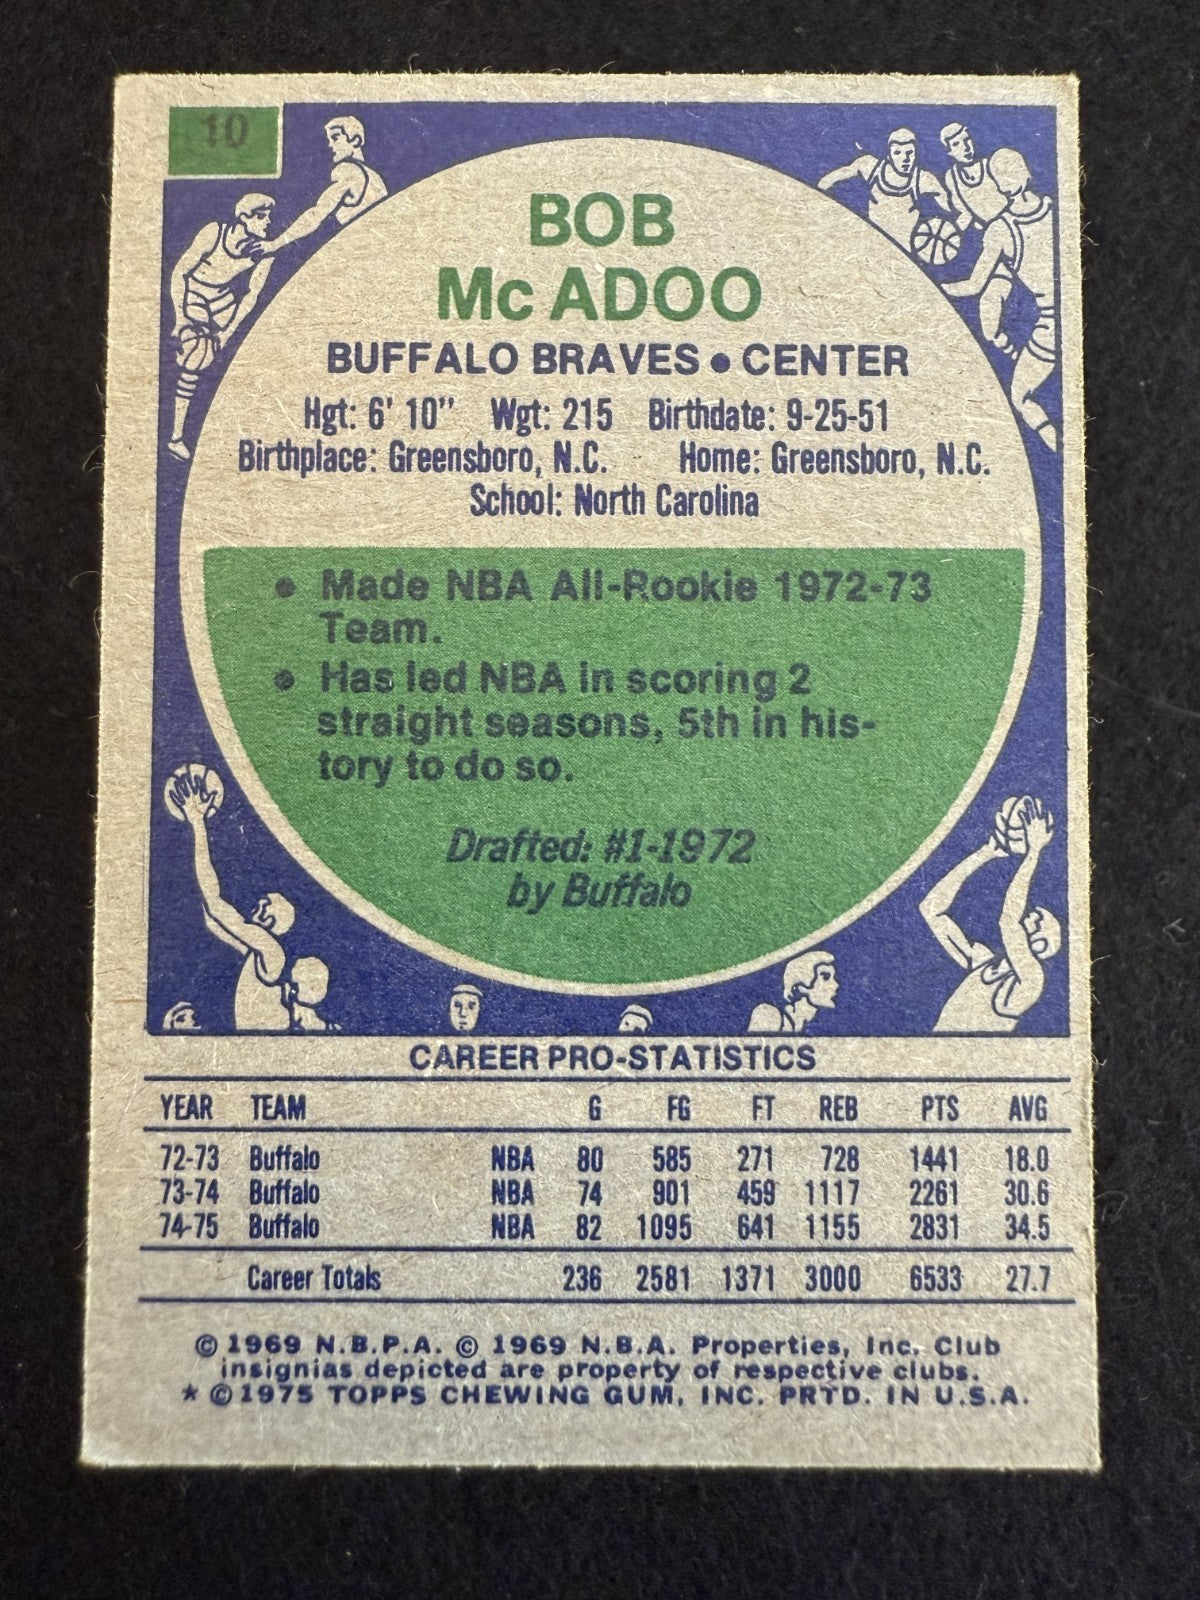 10
BOB
Mc ADOO
BUFFALO BRAVES • CENTER
Hgt: 6' 10" Wgt: 215 Birthdate: 9-25-51
Birthplace: Greensboro, N.C. Home: Greensboro, N.C.
School: North Carolina
• Made NBA All-Rookie 1972-73
Team.
• Has led NBA in scoring 2
straight seasons, 5th in his-
tory to do so.
Drafted: #1-1972
by Buffalo
CAREER PRO-STATISTICS
YEAR TEAM G FG FT REB PTS AVG
72-73 Buffalo NBA 80 585 271 728 1441 18.0
73-74 Buffalo NBA 74 901 459 1117 2261 30.6
74-75 Buffalo NBA 82 1095 641 1155 2831 34.5
Career Totals 236 2581 1371 3000 6533 27.7
© 1969 N.B.P.A. © 1969 N.B.A. Properties, Inc. Club
insignias depicted are property of respective clubs.
* © 1975 TOPPS CHEWING GUM, INC. PRTD. IN U.S.A.